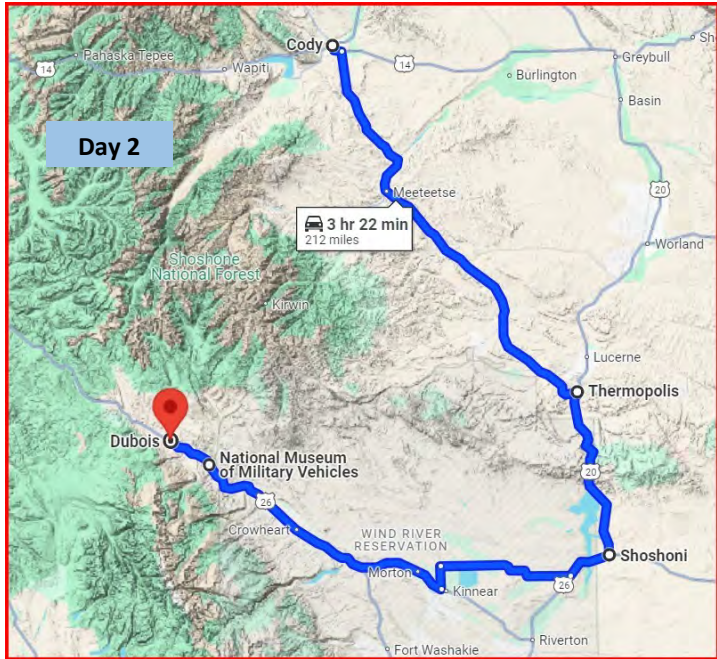 Cody
Pahaska Tepee
14
Wapiti
14
Greybull
Sh
Burlington
Basin
Day 2
Meeteetse
20
3 hr 22 min
212 miles
Worland
Shoshone
National Forest
Kirwin
Lucerne
Thermopolis
Dubois
National Museum
of Military Vehicles
20
26
Crowheart
WIND RIVER
RESERVATION
Shoshoni
Morton
26
Kinnear
Riverton
Fort Washakie